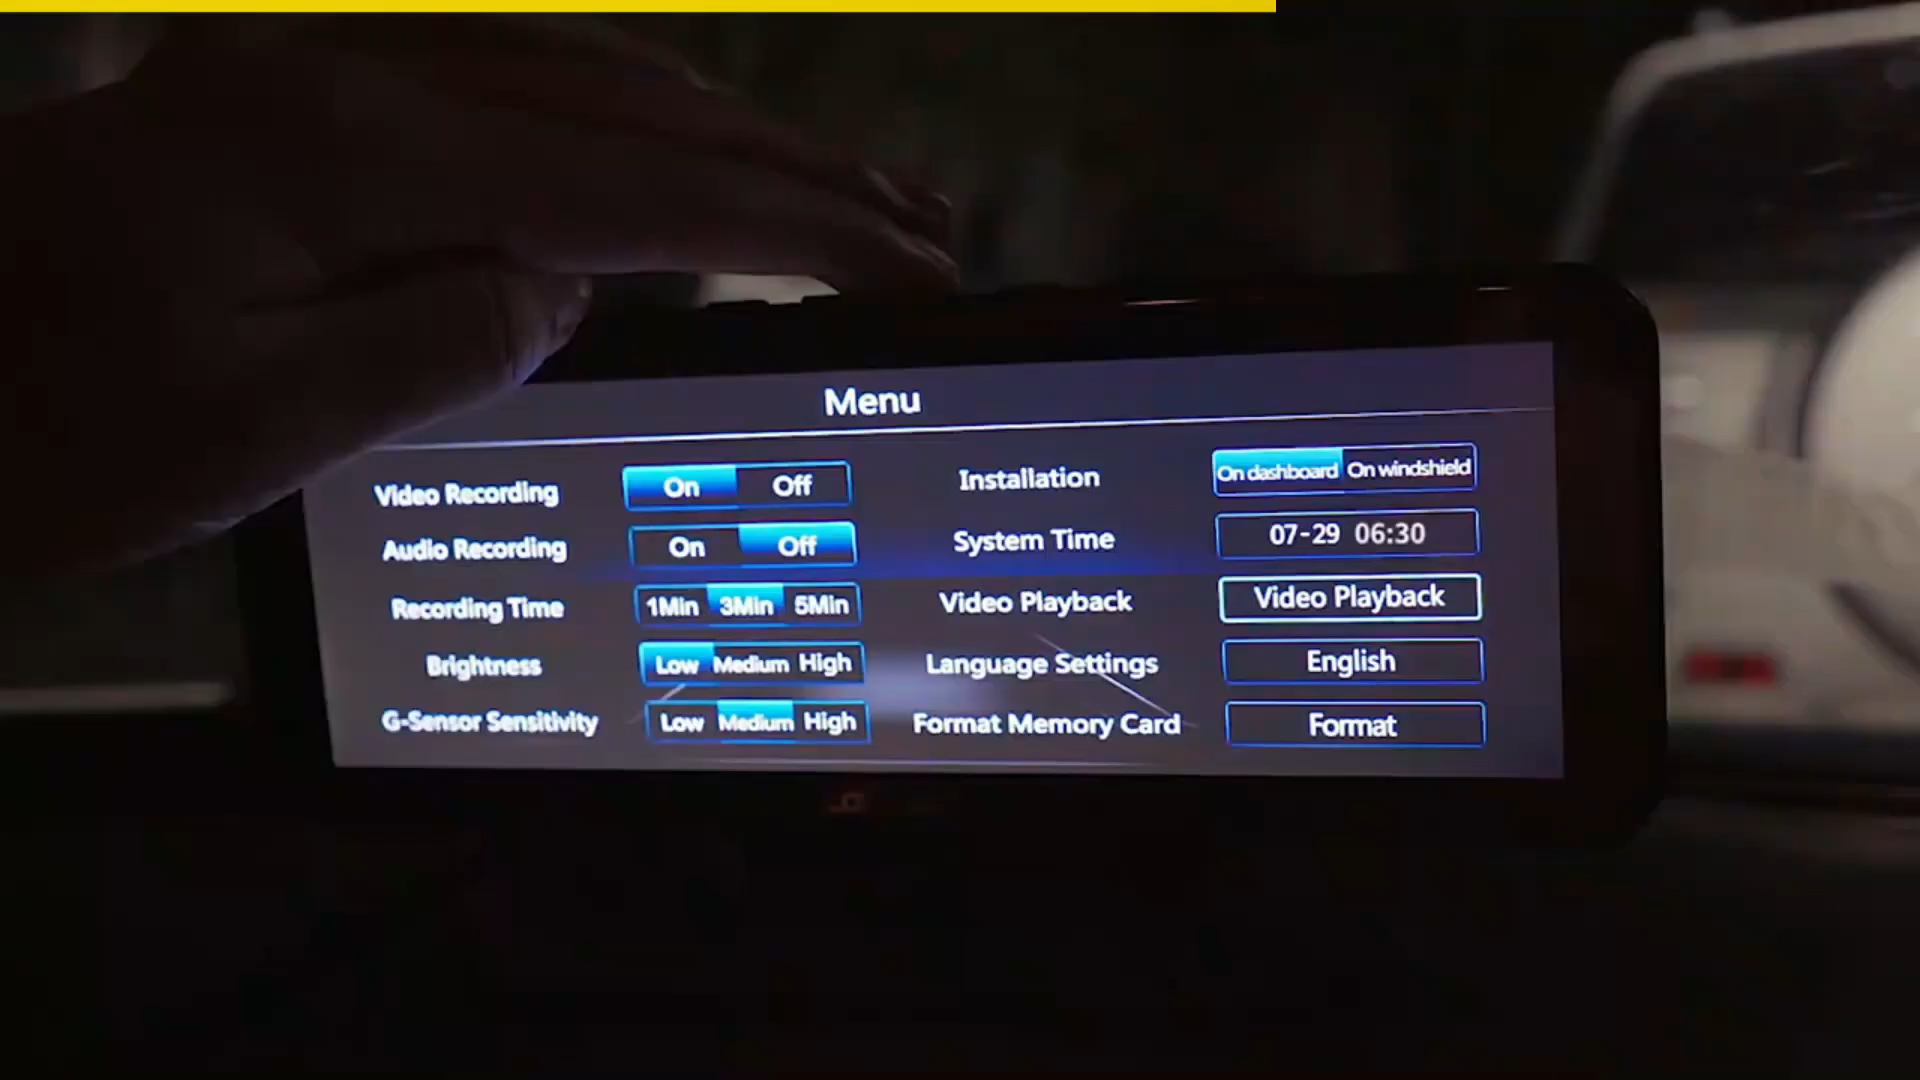 Menu
Video Recording On Off
Audio Recording On Off
Recording Time 1Min 3Min 5Min
Brightness Low Medium High
G-Sensor Sensitivity Low Medium High
Installation On dashboard On windshield
System Time 07-29 06:30
Video Playback Video Playback
Language Settings English
Format Memory Card Format